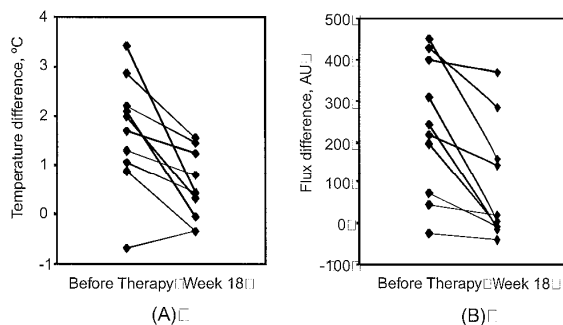 Temperature difference, ºC
4
3
2
1
0
-1
Before Therapy□ Week 18□
(A)□
Flux difference, AU□
500□
400□
300□
200□
100□
0□
-100□
Before Therapy□ Week 18□
(B)□